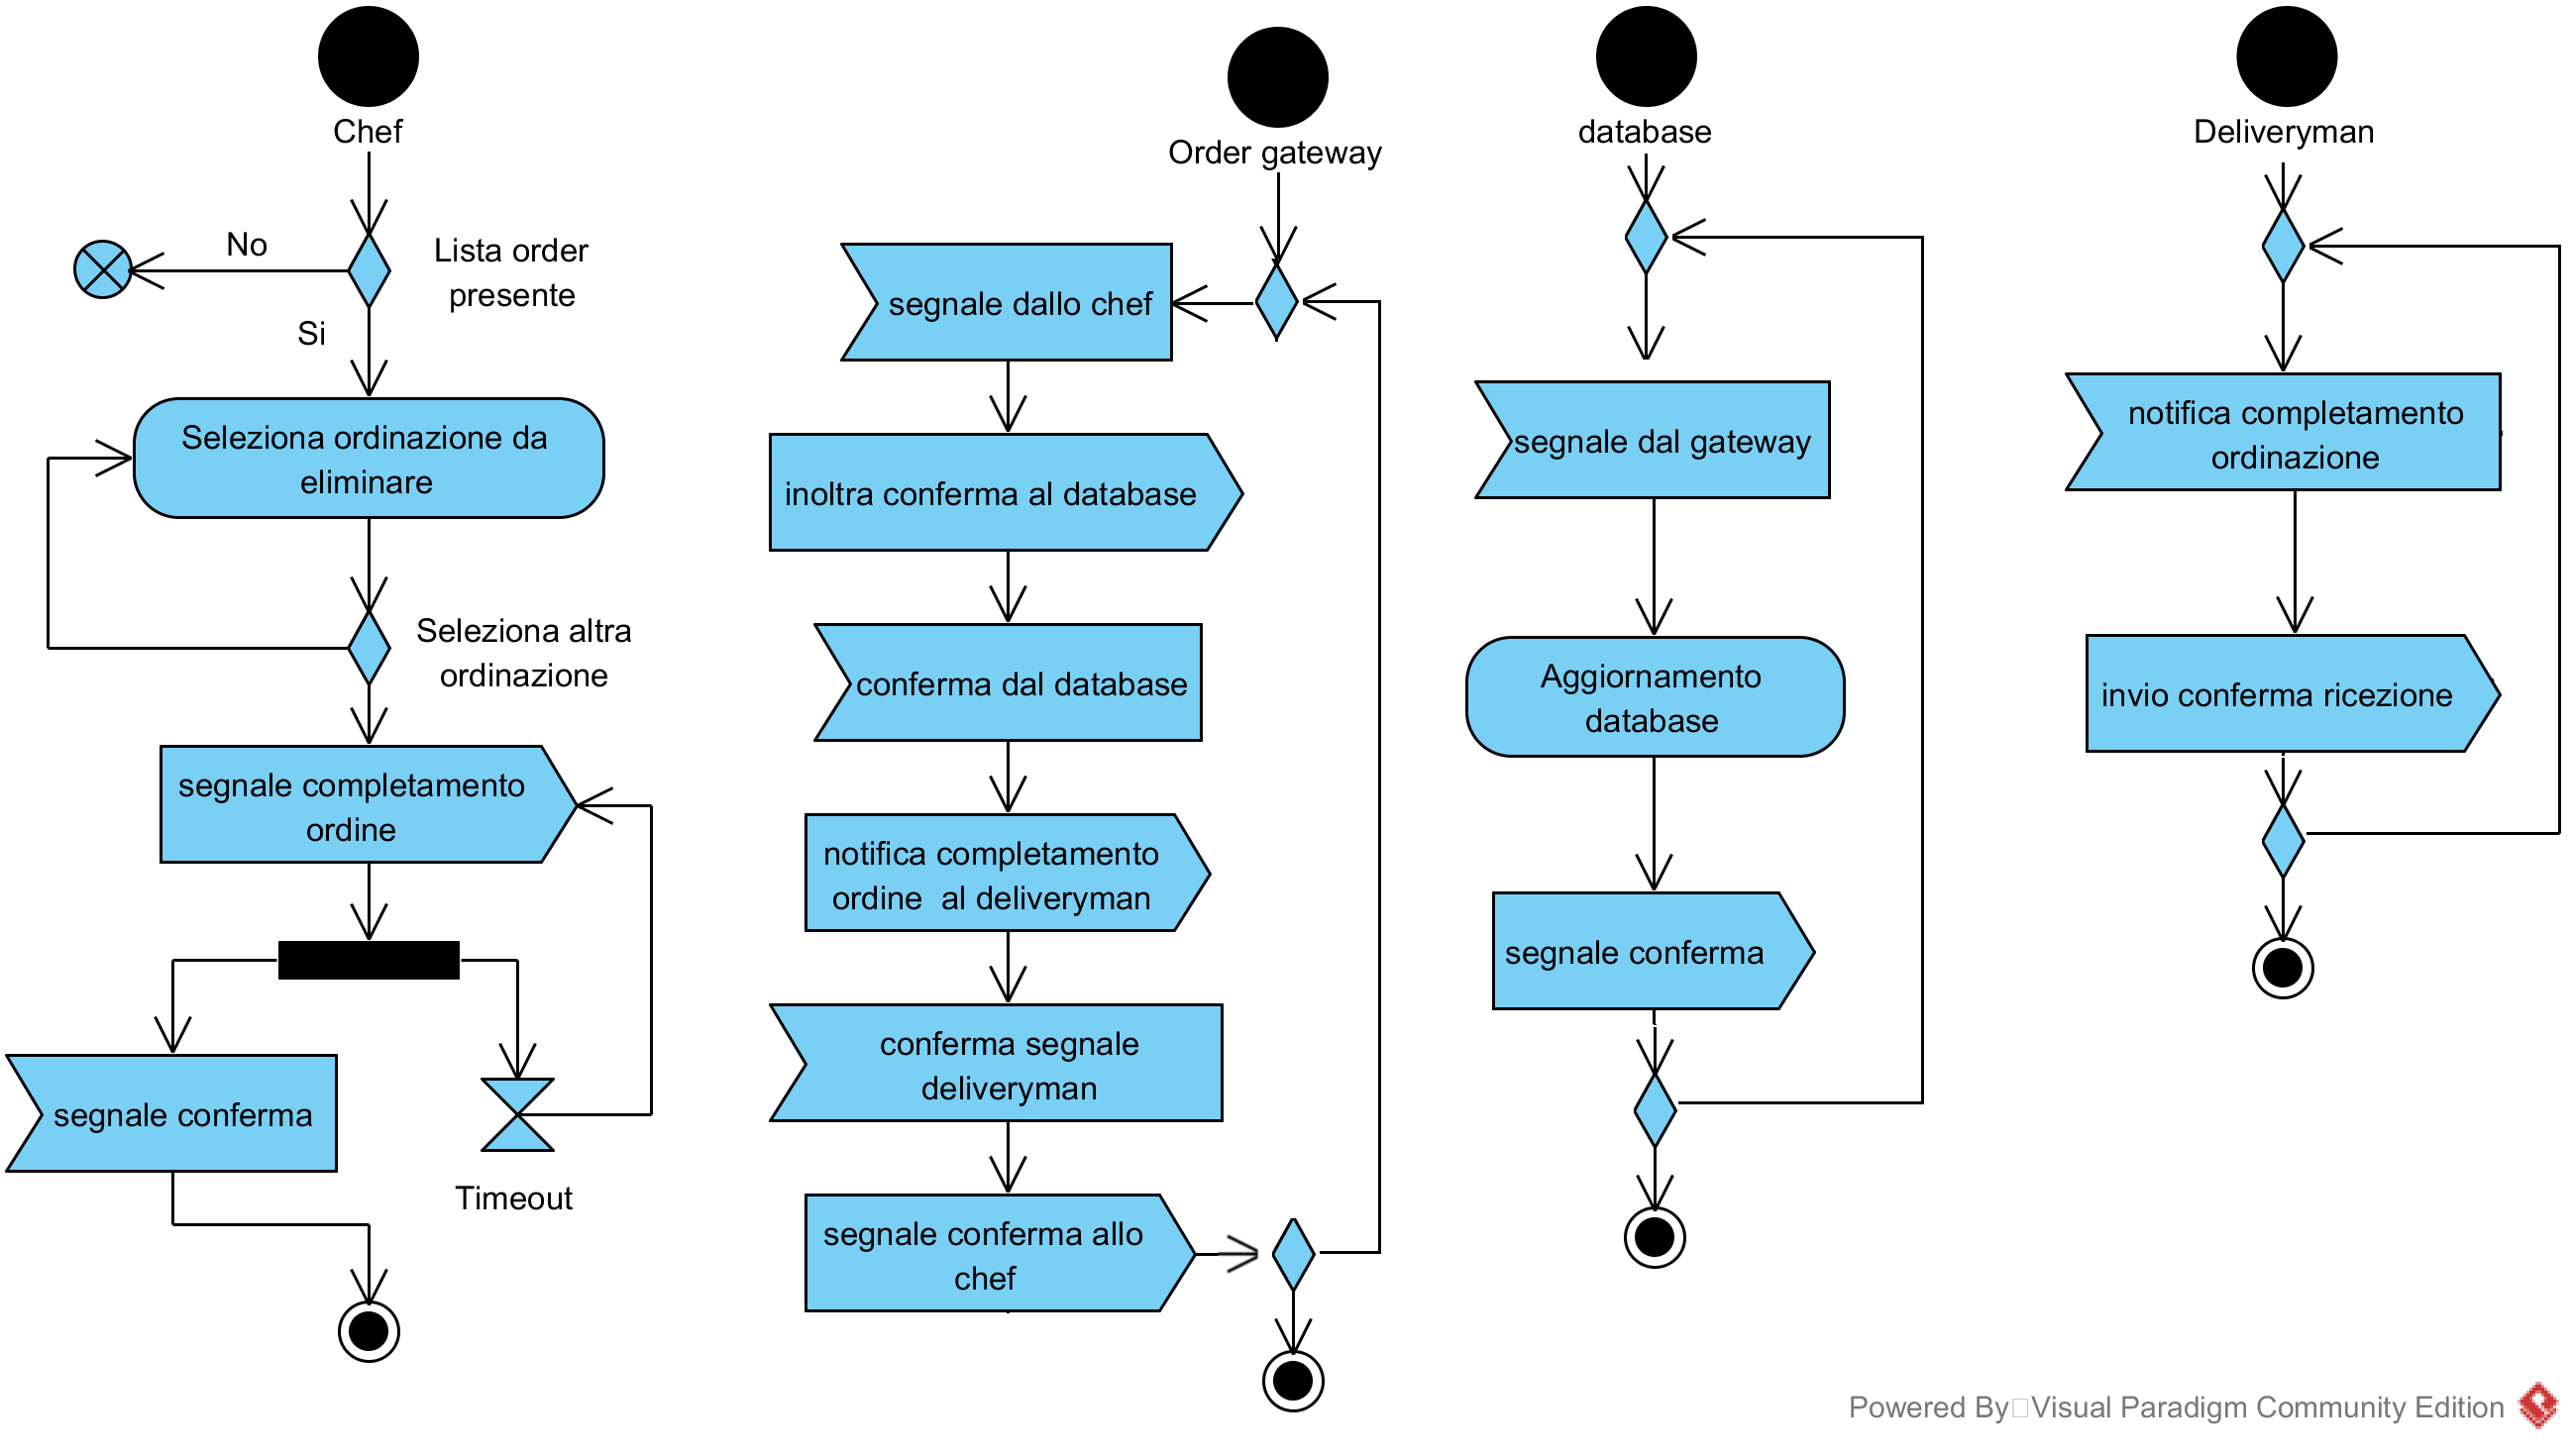 Chef
No
Lista order
presente
Si
Seleziona ordinazione da
eliminare
Seleziona altra
ordinazione
segnale completamento
ordine
segnale conferma
Timeout
Order gateway
segnale dallo chef
inoltra conferma al database
conferma dal database
notifica completamento
ordine al deliveryman
conferma segnale
deliveryman
segnale conferma allo
chef
database
segnale dal gateway
Aggiornamento
database
segnale conferma
Deliveryman
notifica completamento
ordinazione
invio conferma ricezione
Powered By Visual Paradigm Community Edition